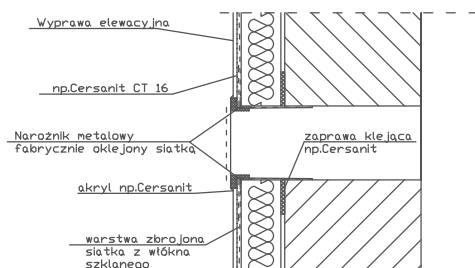 Wyprawa elewacyjna
np.Cersanit CT 16
Narożnik metalowy
fabrycznie oklejony siatką
zaprawa klejąca
np.Cersanit
akryl np.Cersanit
warstwa zbrojona
siatka z włókna
szklanego